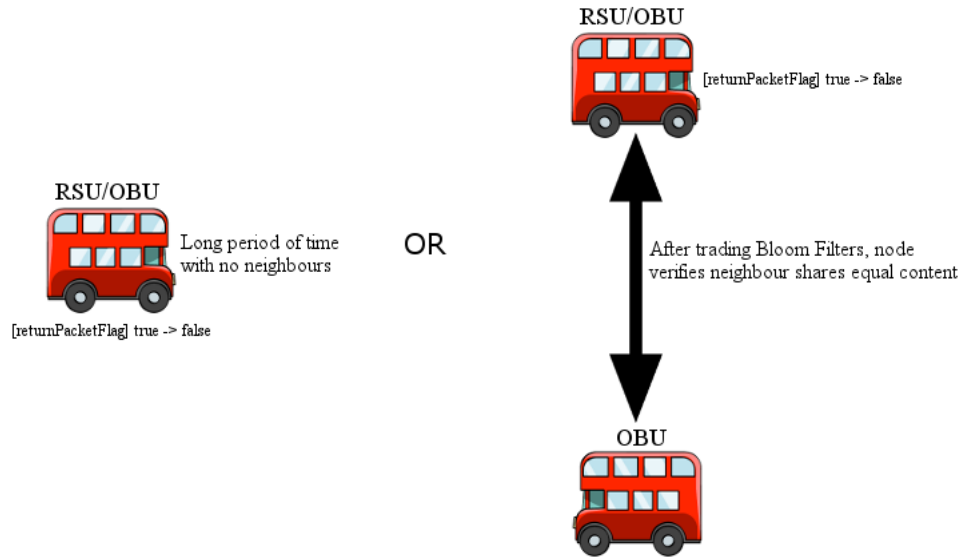 RSU/OBU
Long period of time
with no neighbours
[returnPacketFlag] true -> false
OR
RSU/OBU
[returnPacketFlag] true -> false
After trading Bloom Filters, node
verifies neighbour shares equal content
OBU